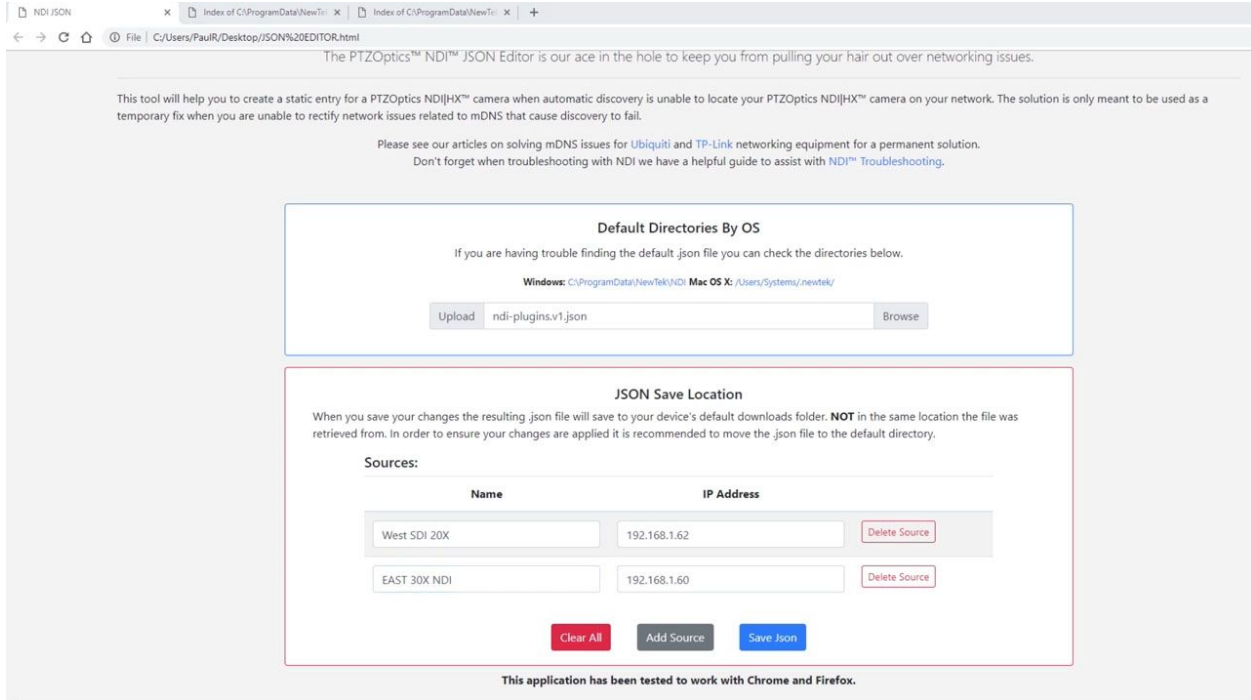 NDI JSON
Index of C:\ProgramData\NewTe
Index of C:\ProgramData\NewTe
File | C:/Users/PaulR/Desktop/JSON%20EDITOR.html
The PTZOptics™ NDI™ JSON Editor is our ace in the hole to keep you from pulling your hair out over networking issues.
This tool will help you to create a static entry for a PTZOptics NDI|HX™ camera when automatic discovery is unable to locate your PTZOptics NDI|HX™ camera on your network. The solution is only meant to be used as a
temporary fix when you are unable to rectify network issues related to mDNS that cause discovery to fail.
Please see our articles on solving mDNS issues for Ubiquiti and TP-Link networking equipment for a permanent solution.
Don't forget when troubleshooting with NDI we have a helpful guide to assist with NDI™ Troubleshooting.
Default Directories By OS
If you are having trouble finding the default .json file you can check the directories below.
Windows: C:\ProgramData\NewTek\NDI Mac OS X: /Users/Systems/.newtek/
Upload ndi-plugins.v1.json Browse
JSON Save Location
When you save your changes the resulting .json file will save to your device's default downloads folder. NOT in the same location the file was
retrieved from. In order to ensure your changes are applied it is recommended to move the .json file to the default directory.
Sources:
Name IP Address
West SDI 20X 192.168.1.62 Delete Source
EAST 30X NDI 192.168.1.60 Delete Source
Clear All Add Source Save Json
This application has been tested to work with Chrome and Firefox.